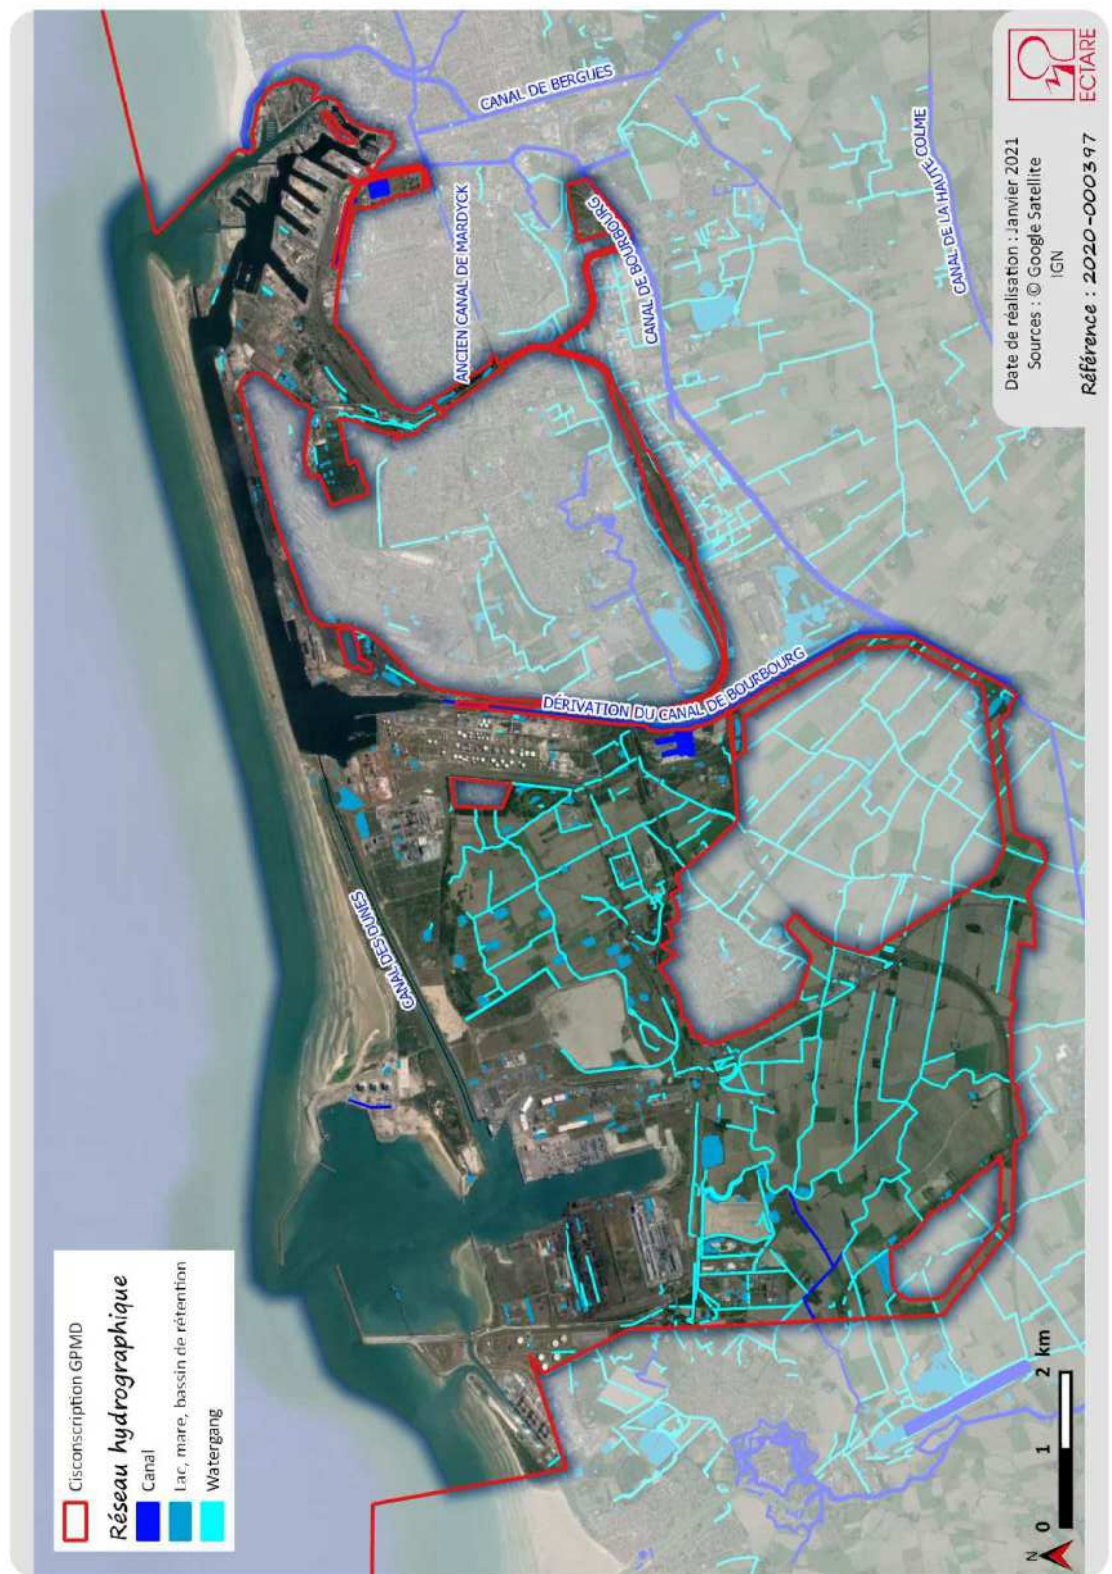 Cisconscription GPMD
Réseau hydrographique
Canal
Lac, mare, bassin de rétention
Watergang
CANAL DE BERGUES
ANCIEN CANAL DE MARDYCK
CANAL DE BOURBOURG
CANAL DE LA HAUTE COLME
DÉRIVATION DU CANAL DE BOURBOURG
CANAL DES DUNES
N
0 1 2 km
Date de réalisation : Janvier 2021
Sources : © Google Satellite
IGN
Référence : 2020-000397
ECTARE